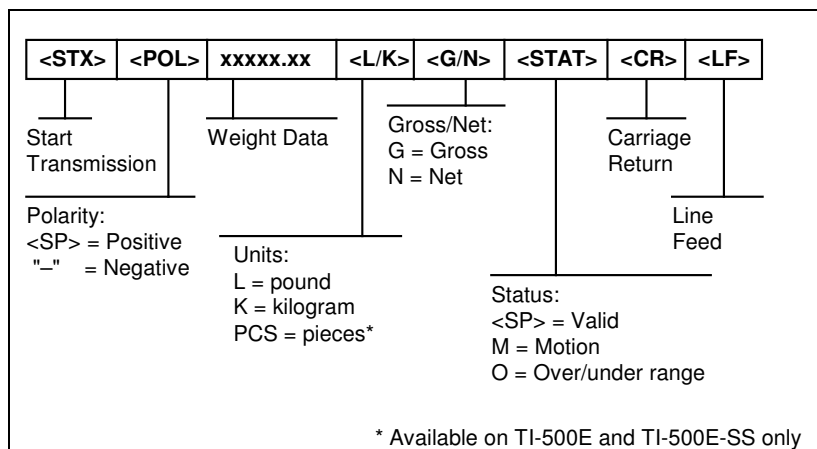 <STX> <POL> xxxxx.xx <L/K> <G/N> <STAT> <CR> <LF>
Start
Transmission
Weight Data
Gross/Net:
G = Gross
N = Net
Carriage
Return
Polarity:
<SP> = Positive
"–" = Negative
Units:
L = pound
K = kilogram
PCS = pieces*
Line
Feed
Status:
<SP> = Valid
M = Motion
O = Over/under range
* Available on TI-500E and TI-500E-SS only